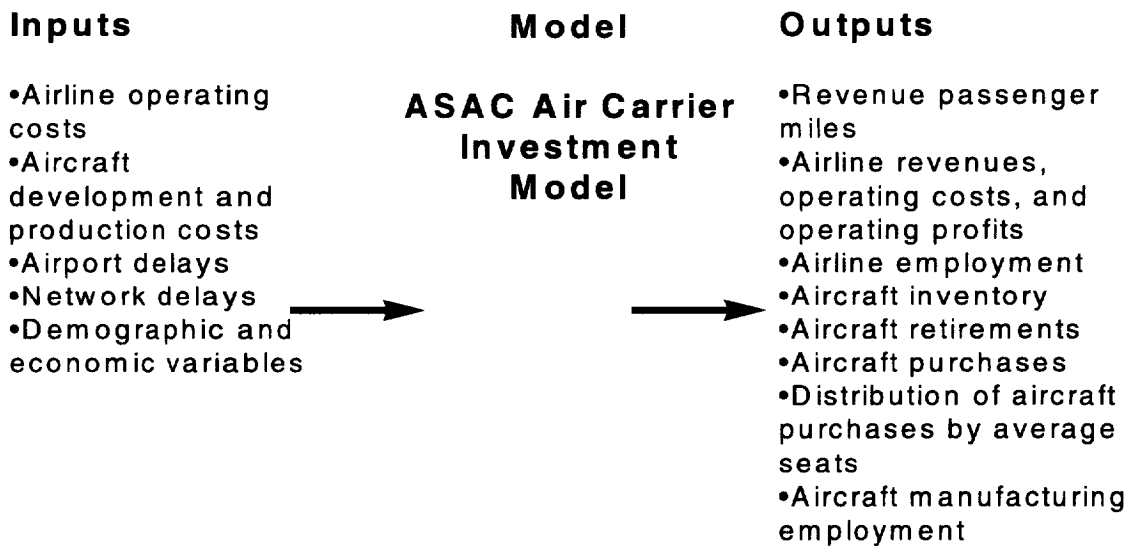 Inputs
•Airline operating
costs
•Aircraft
development and
production costs
•Airport delays
•Network delays
•Demographic and
economic variables
Model
ASAC Air Carrier
Investment
Model
Outputs
•Revenue passenger
miles
•Airline revenues,
operating costs, and
operating profits
•Airline employment
•Aircraft inventory
•Aircraft retirements
•Aircraft purchases
•Distribution of aircraft
purchases by average
seats
•Aircraft manufacturing
employment